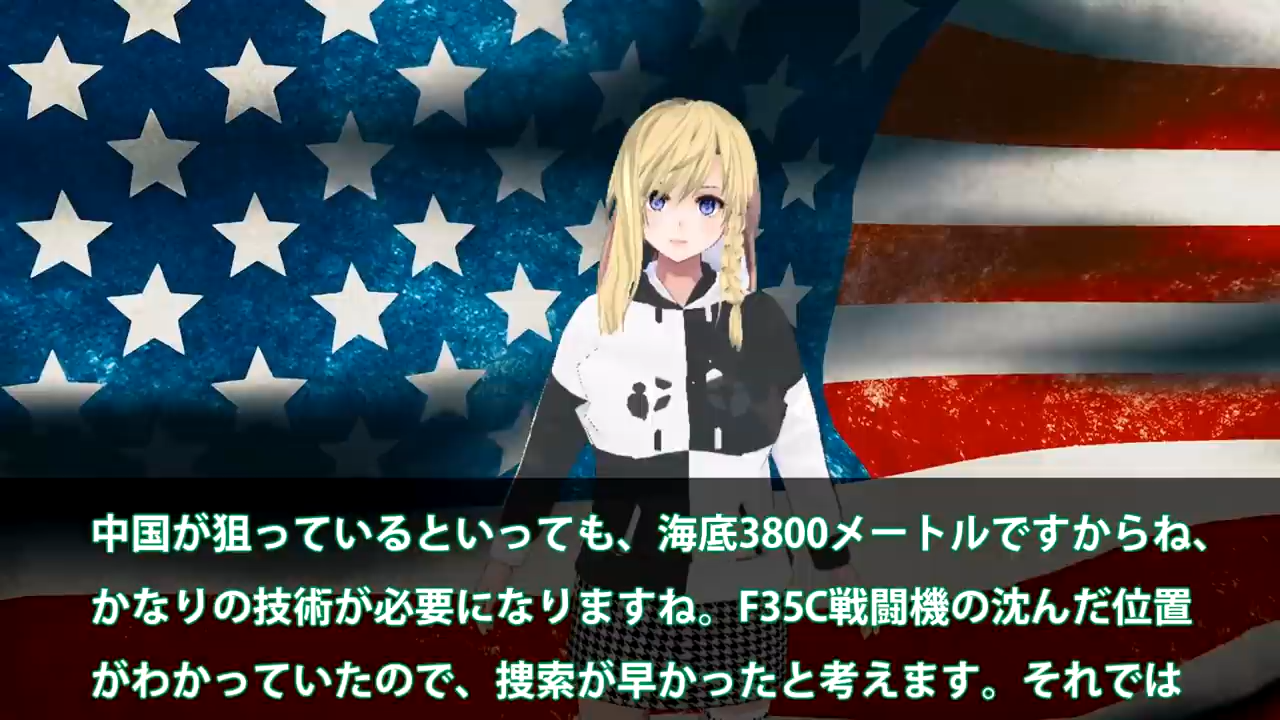 中国が狙っているといっても、海底3800メートルですからね、
かなりの技術が必要になりますね。F35C戦闘機の沈んだ位置
がわかっていたので、捜索が早かったと考えます。それでは